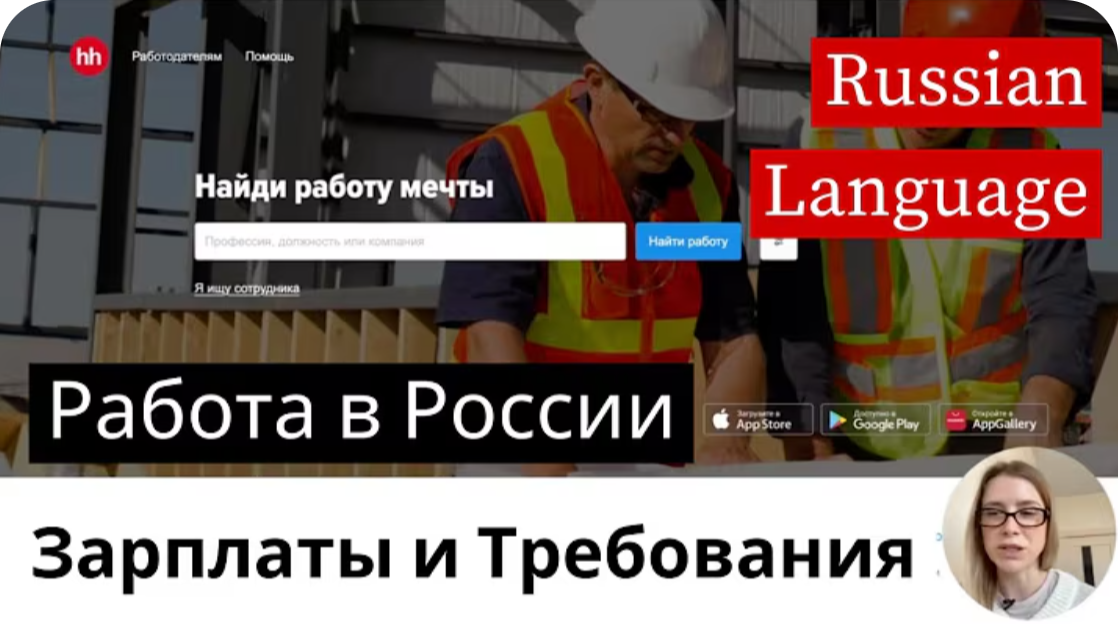 hh Работодателям Помощь
Russian
Language
Найди работу мечты
Профессия, должность или компания
Найти работу
Я ищу сотрудника
Работа в России
Загрузите в App Store
Доступно в Google Play
Откройте в AppGallery
Зарплаты и Требования